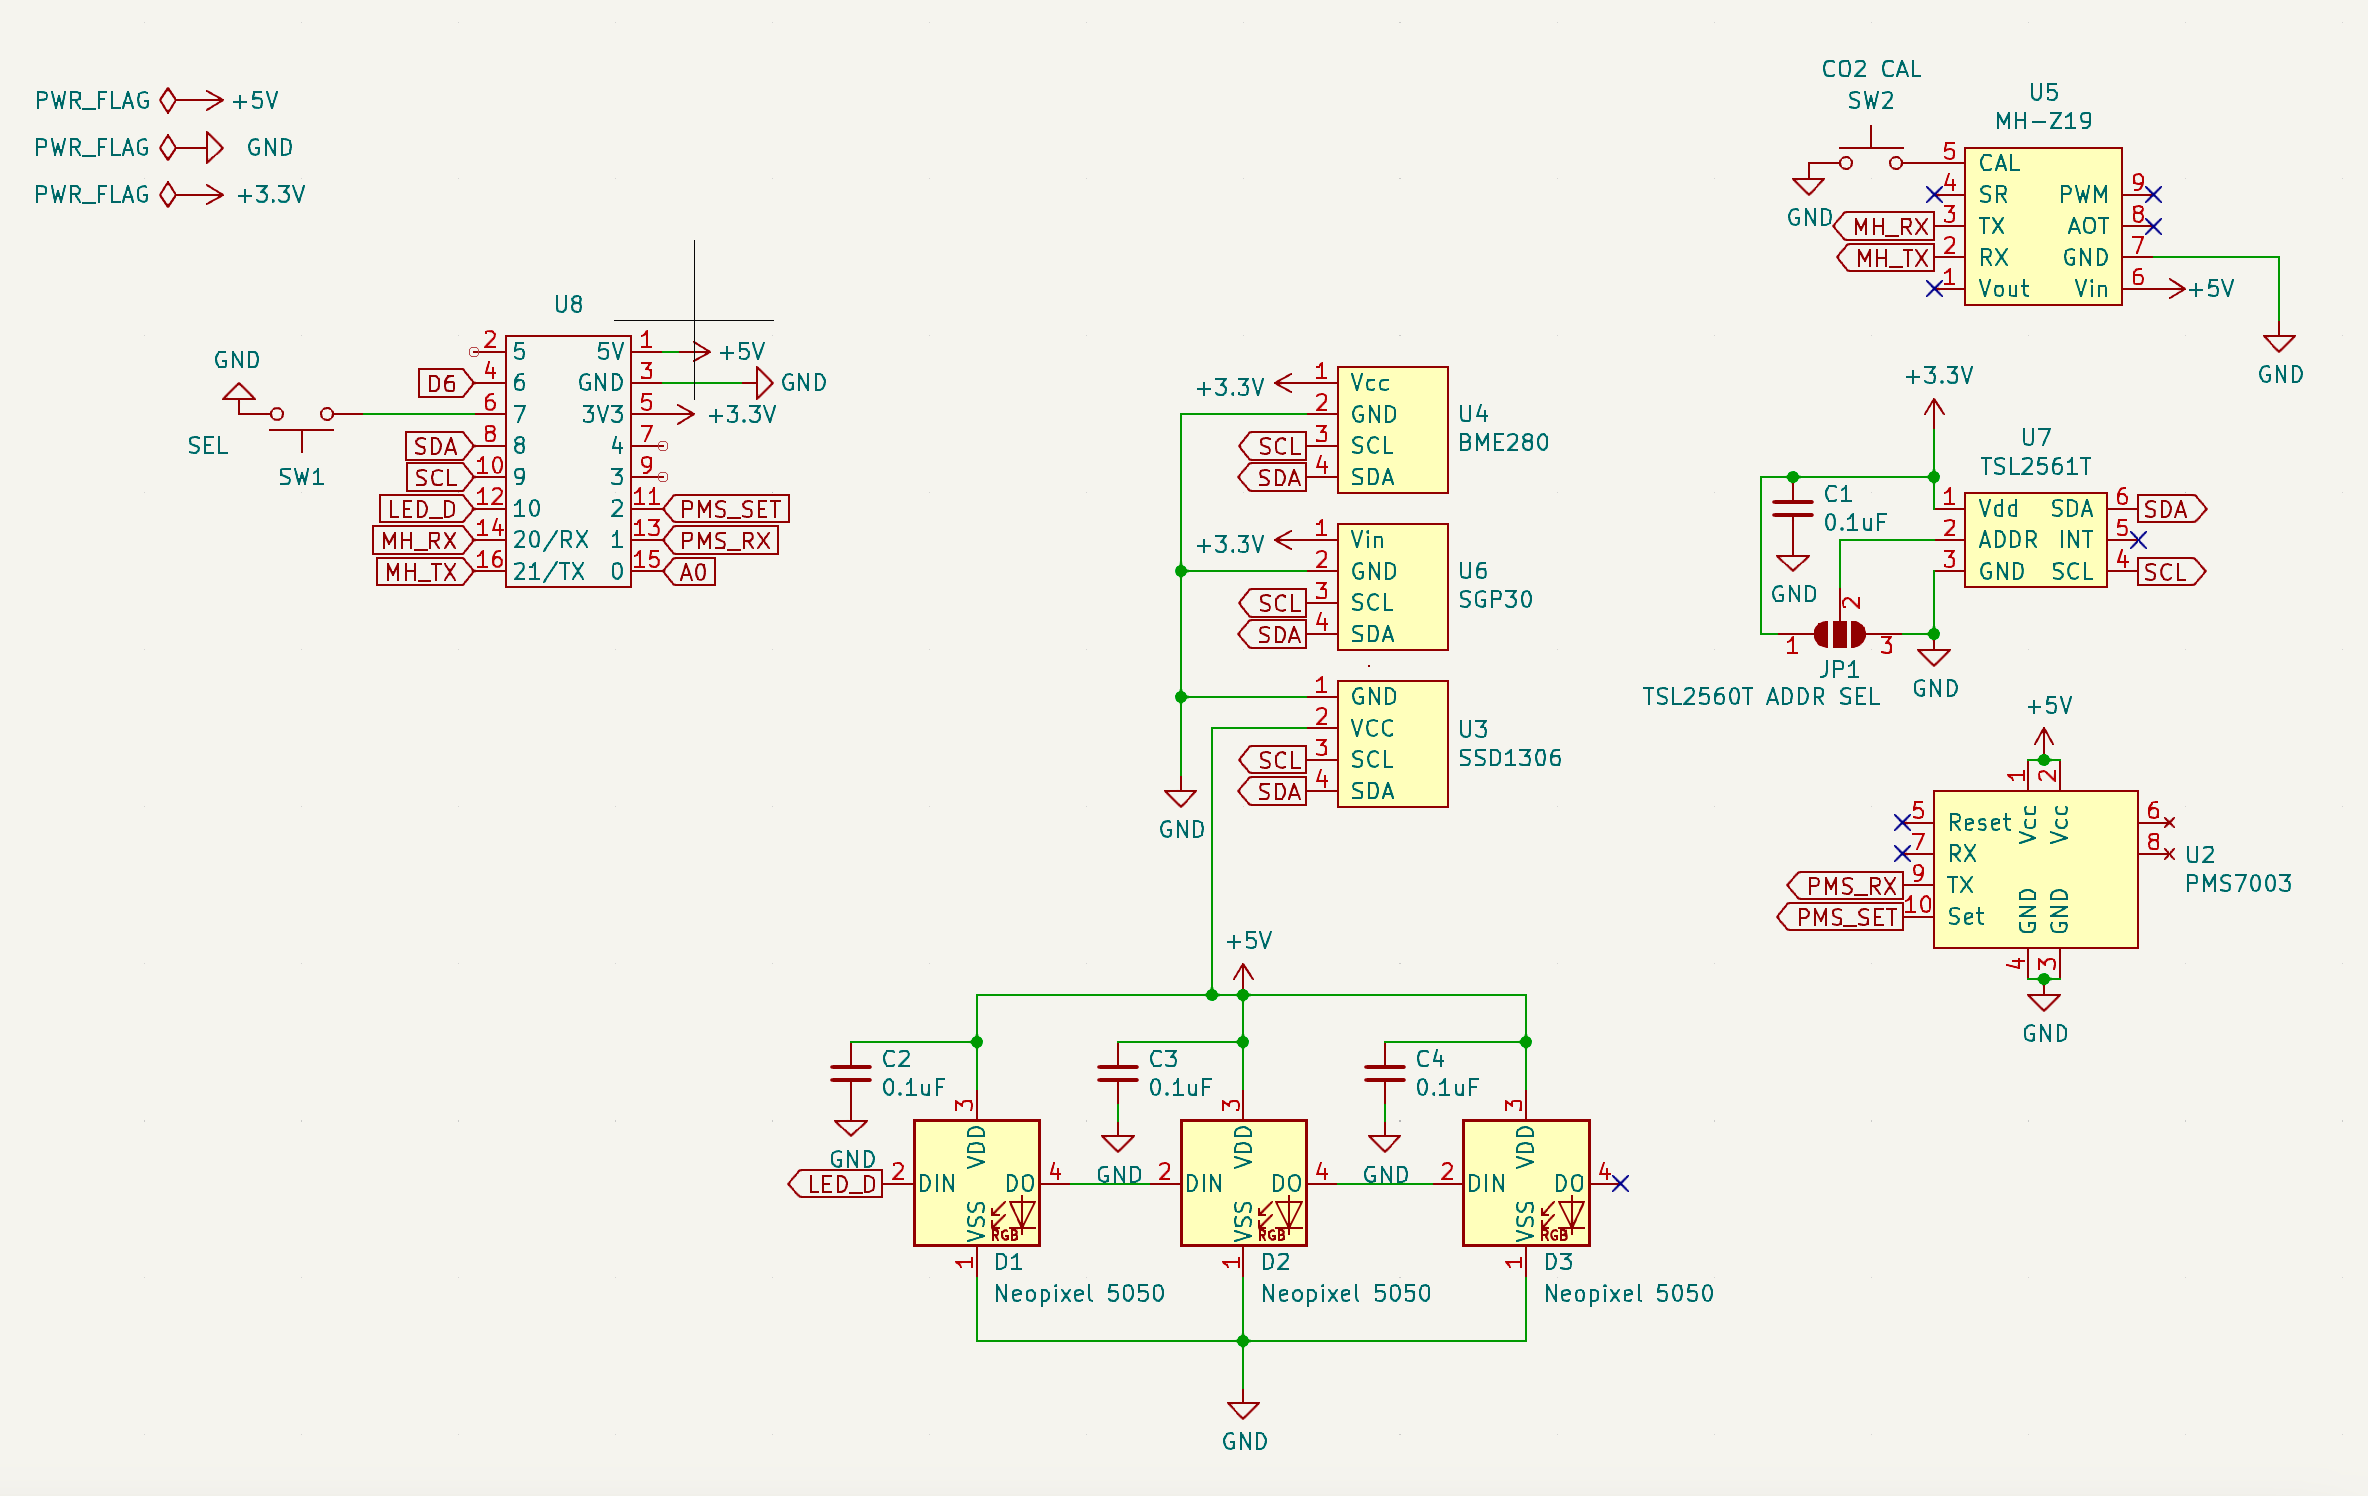 PWR_FLAG +5V
PWR_FLAG GND
PWR_FLAG +3.3V
U8
2 5
4 6
6 7
8 8
10 9
12 10
14 20/RX
16 21/TX
5V 1
GND 3
3V3 5
4 7
3 9
2 11
1 13
0 15
D6
SDA
SCL
LED_D
MH_RX
MH_TX
+5V
GND
+3.3V
PMS_SET
PMS_RX
A0
GND
SEL
SW1
+3.3V
1 Vcc
2 GND
SCL 3 SCL
SDA 4 SDA
U4
BME280
+3.3V
1 Vin
2 GND
SCL 3 SCL
SDA 4 SDA
U6
SGP30
1 GND
2 VCC
SCL 3 SCL
SDA 4 SDA
U3
SSD1306
GND
CO2 CAL
SW2
GND
U5
MH-Z19
5 CAL
4 SR
MH_RX 3 TX
MH_TX 2 RX
1 Vout
PWM 9
AOT 8
GND 7
Vin 6 +5V
GND
+3.3V
U7
TSL2561T
C1
0.1uF
GND
1 Vdd
2 ADDR
3 GND
SDA 6 SDA
INT 5
SCL 4 SCL
2
1 3
JP1
TSL2560T ADDR SEL
GND
+5V
1 2
Vcc Vcc
5 Reset
7 RX
PMS_RX 9 TX
PMS_SET 10 Set
6
8
U2
PMS7003
GND GND
4 3
GND
+5V
C2
0.1uF
GND
C3
0.1uF
GND
C4
0.1uF
GND
LED_D
3 VDD
2 DIN
DO 4
VSS 1
RGB
D1
Neopixel 5050
3 VDD
2 DIN
DO 4
VSS 1
RGB
D2
Neopixel 5050
3 VDD
2 DIN
DO 4
VSS 1
RGB
D3
Neopixel 5050
GND